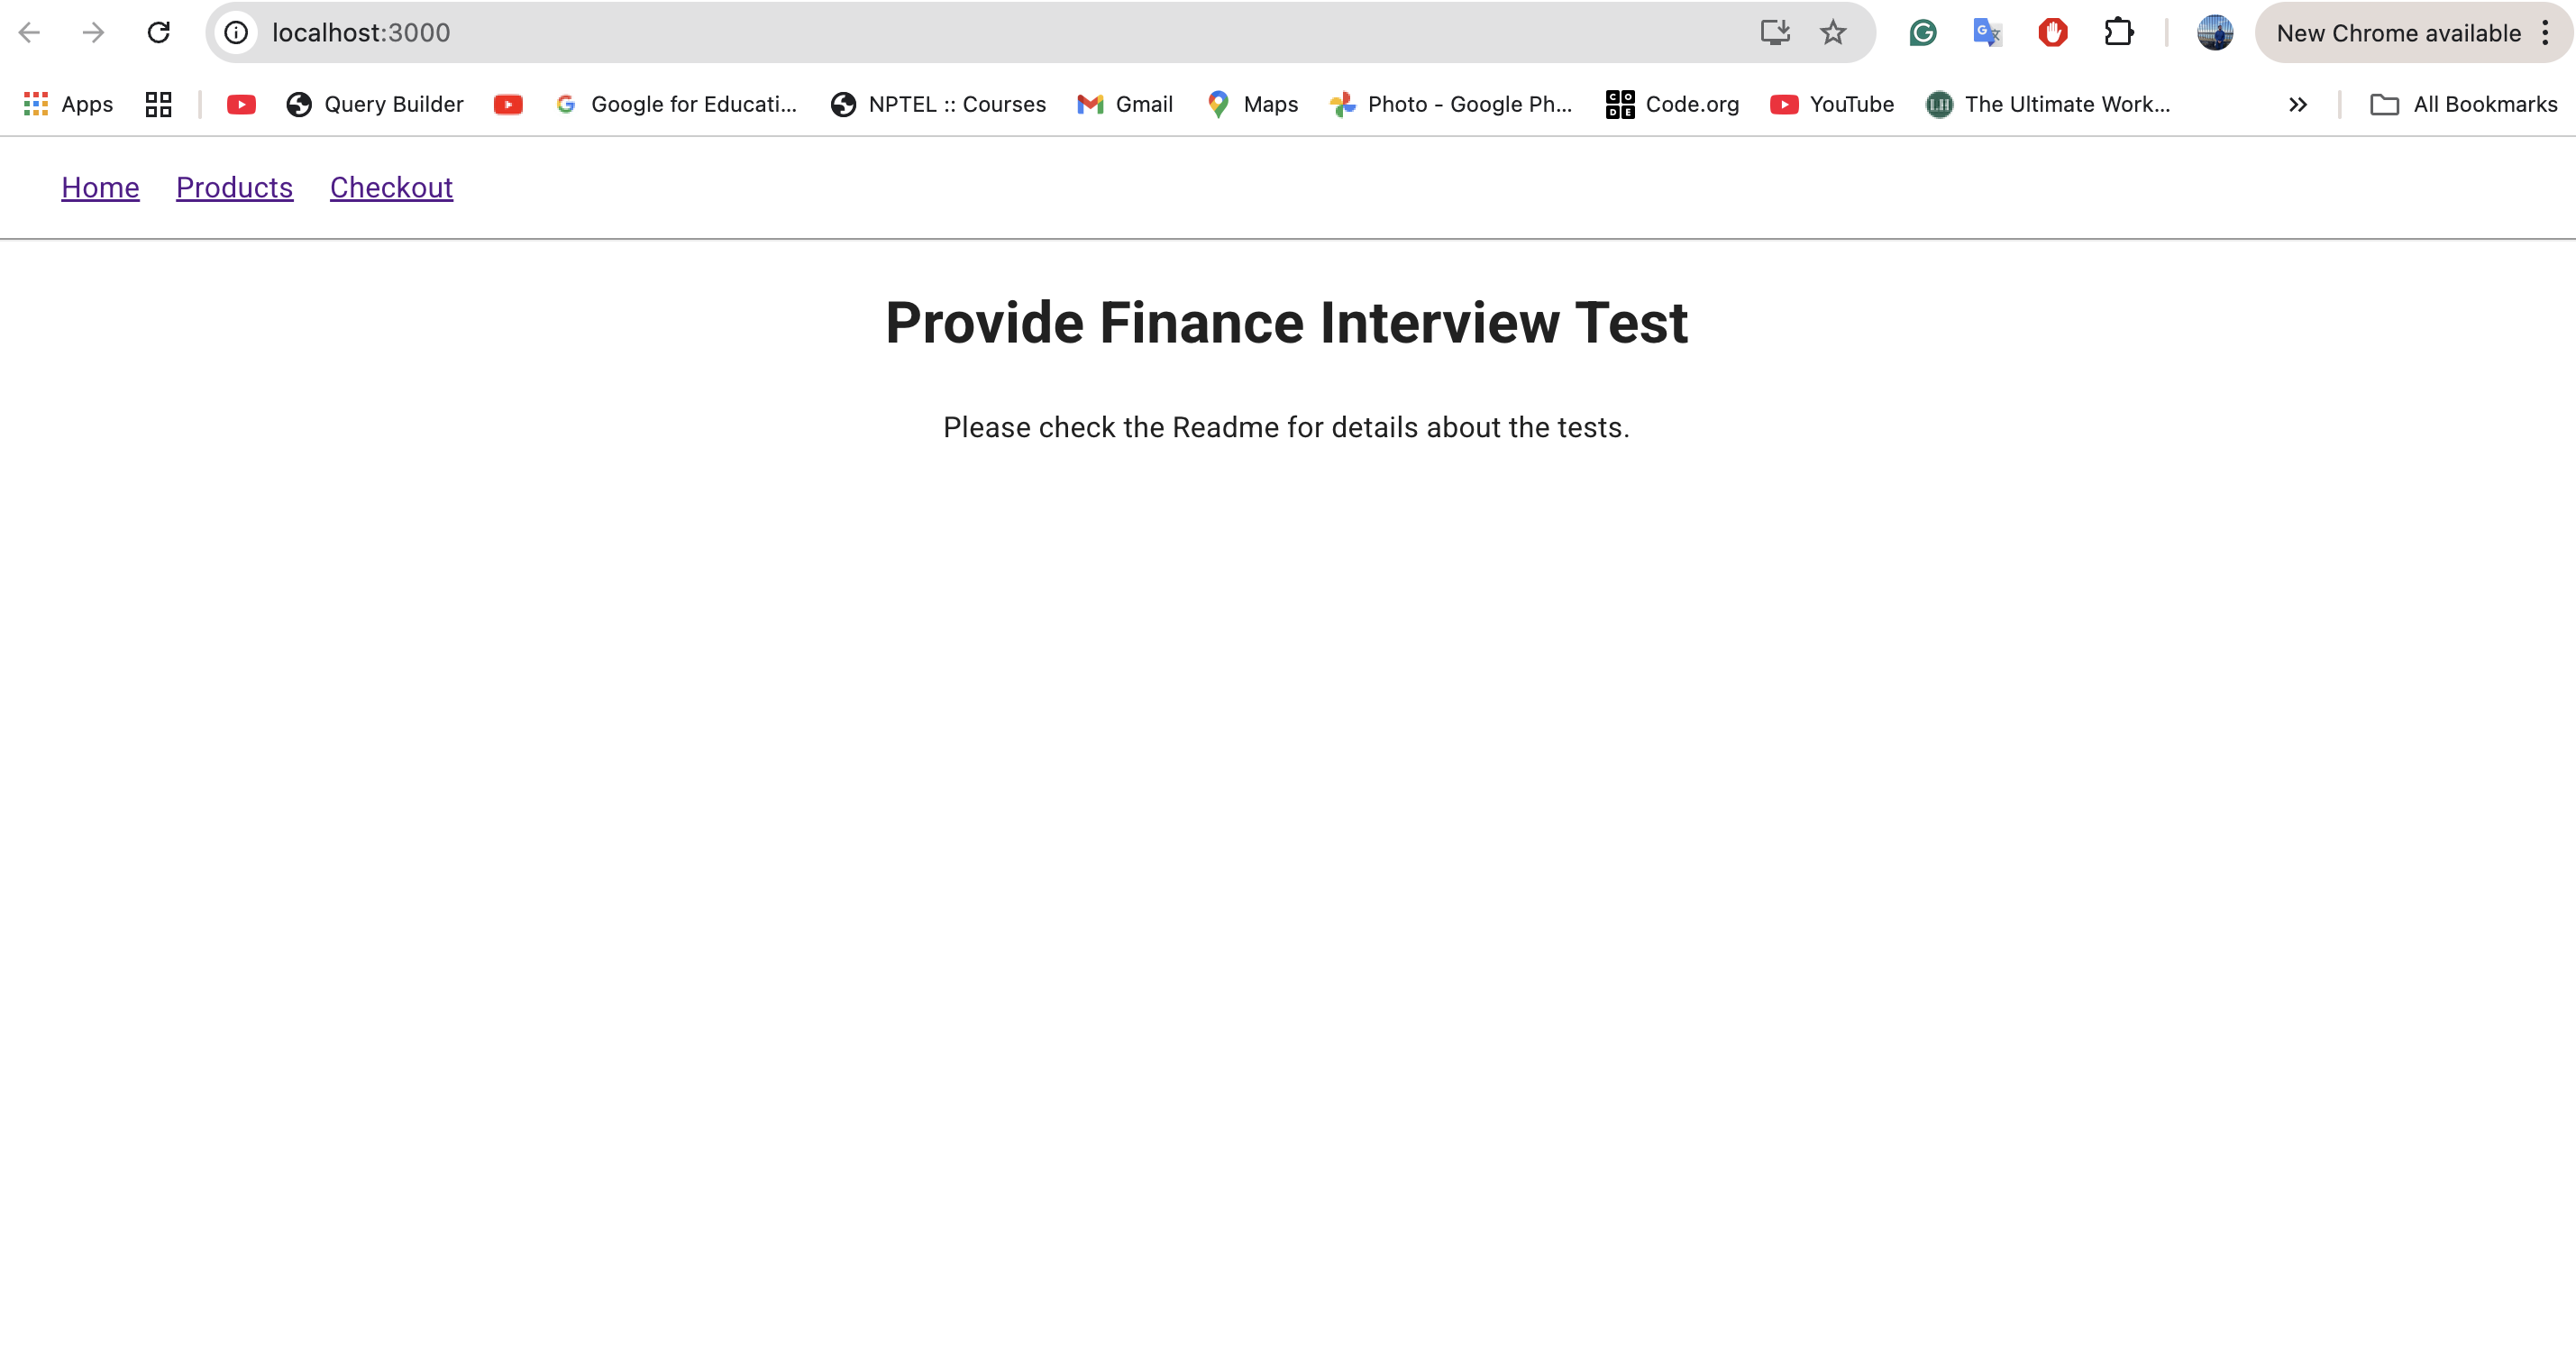 localhost:3000
New Chrome available
Apps
Query Builder
Google for Educati...
NPTEL :: Courses
Gmail
Maps
Photo - Google Ph...
CODE
Code.org
YouTube
LH
The Ultimate Work...
All Bookmarks
Home Products Checkout
Provide Finance Interview Test
Please check the Readme for details about the tests.